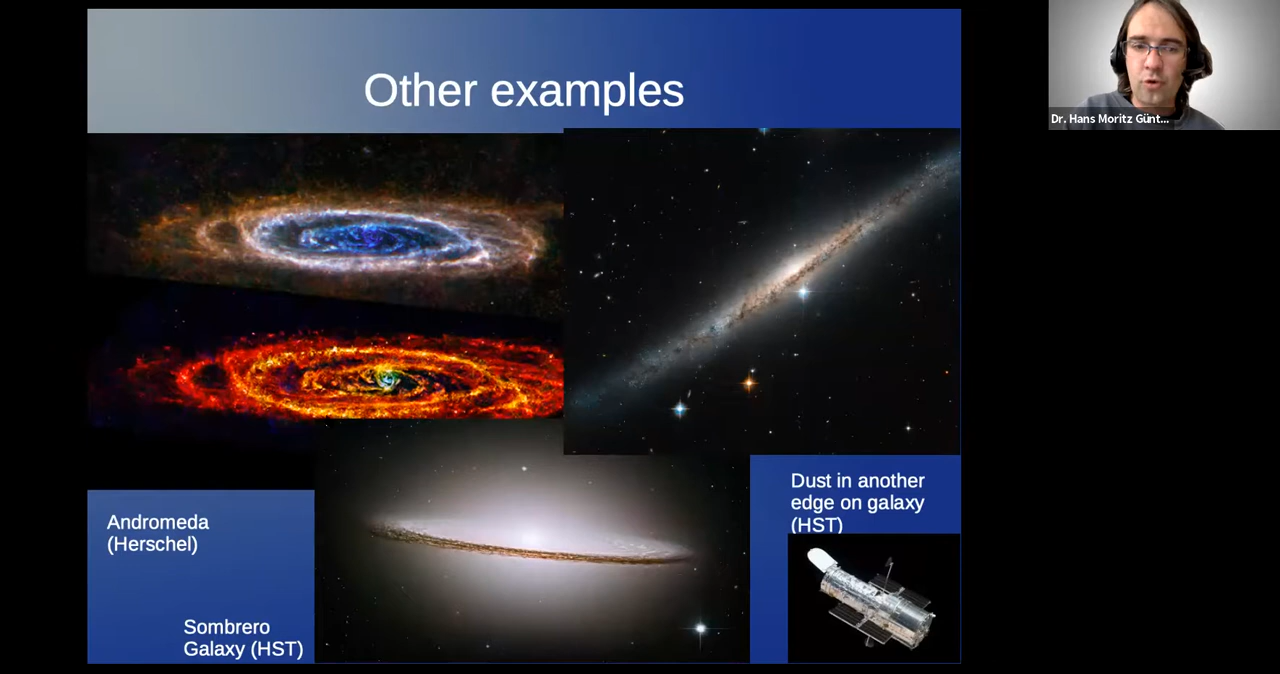 Other examples
Dr. Hans Moritz Günt...
Dust in another
edge on galaxy
(HST)
Andromeda
(Herschel)
Sombrero
Galaxy (HST)